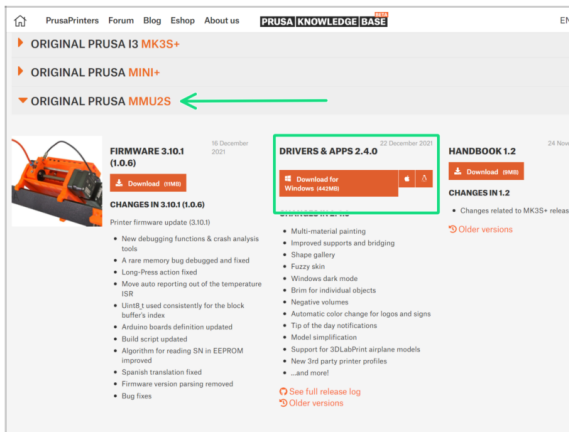 PrusaPrinters Forum Blog Eshop About us PRUSA KNOWLEDGE BASE BETA EN
ORIGINAL PRUSA I3 MK3S+
ORIGINAL PRUSA MINI+
ORIGINAL PRUSA MMU2S
FIRMWARE 3.10.1
(1.0.6)
16 December
2021
Download (11MB)
CHANGES IN 3.10.1 (1.0.6)
Printer firmware update (3.10.1)
• New debugging functions & crash analysis
tools
• A rare memory bug debugged and fixed
• Long-Press action fixed
• Move auto reporting out of the temperature
ISR
• Uint8_t used consistently for the block
buffer's index
• Arduino boards definition updated
• Build script updated
• Algorithm for reading SN in EEPROM
improved
• Spanish translation fixed
• Firmware version parsing removed
• Bug fixes
DRIVERS & APPS 2.4.0
22 December 2021
Download for
Windows (442MB)
• Multi-material painting
• Improved supports and bridging
• Shape gallery
• Fuzzy skin
• Windows dark mode
• Brim for individual objects
• Negative volumes
• Automatic color change for logos and signs
• Tip of the day notifications
• Model simplification
• Support for 3DLabPrint airplane models
• New 3rd party printer profiles
• ...and more!
See full release log
Older versions
HANDBOOK 1.2
24 Nove
Download (9MB)
CHANGES IN 1.2
• Changes related to MK3S+ releas
Older versions